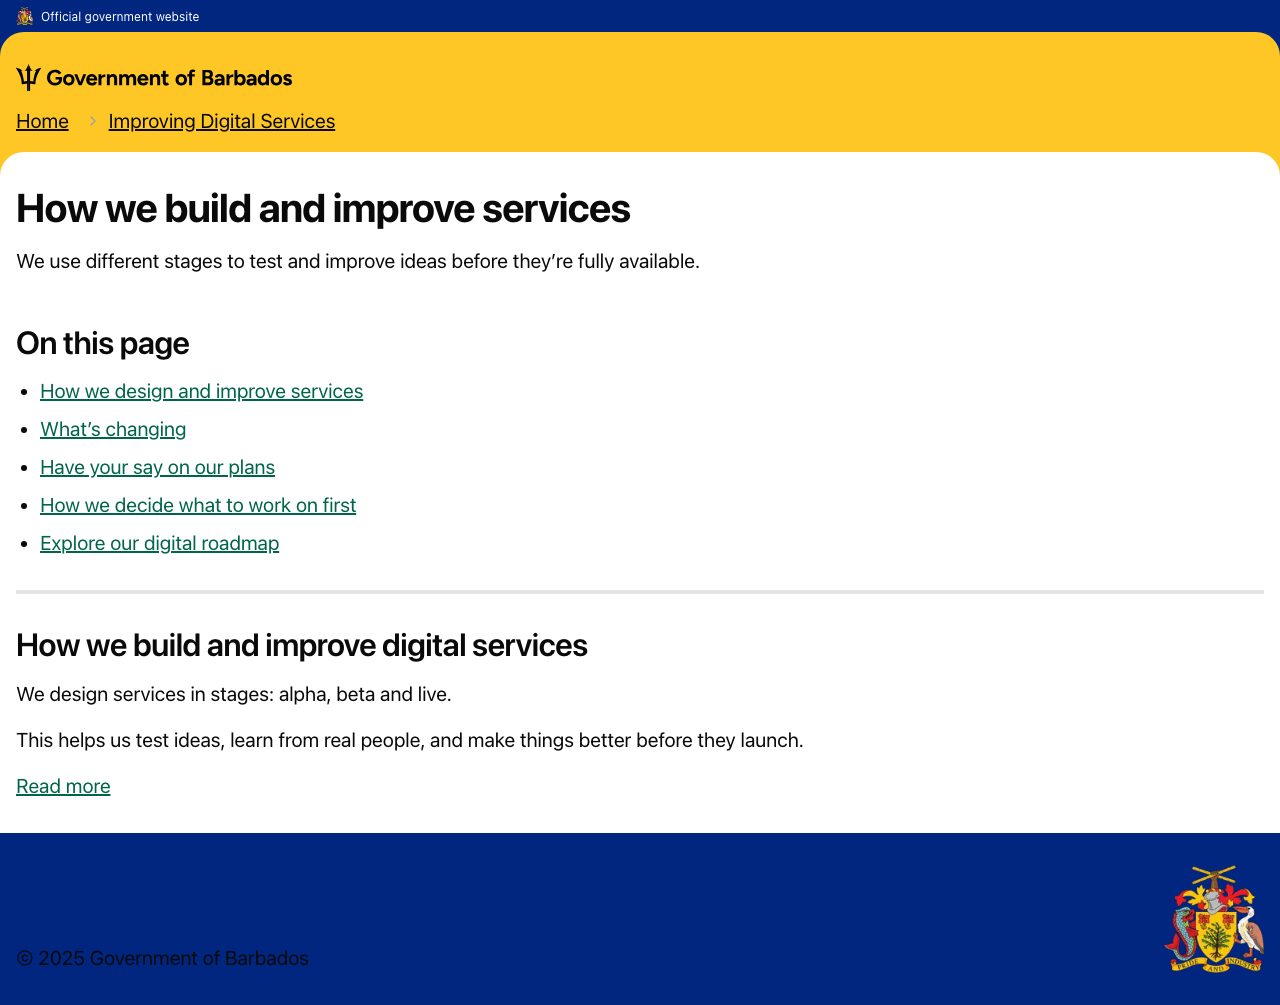 Official government website
Government of Barbados
Home > Improving Digital Services
How we build and improve services
We use different stages to test and improve ideas before they’re fully available.
On this page
• How we design and improve services
• What’s changing
• Have your say on our plans
• How we decide what to work on first
• Explore our digital roadmap
How we build and improve digital services
We design services in stages: alpha, beta and live.
This helps us test ideas, learn from real people, and make things better before they launch.
Read more
© 2025 Government of Barbados
PRIDE AND INDUSTRY